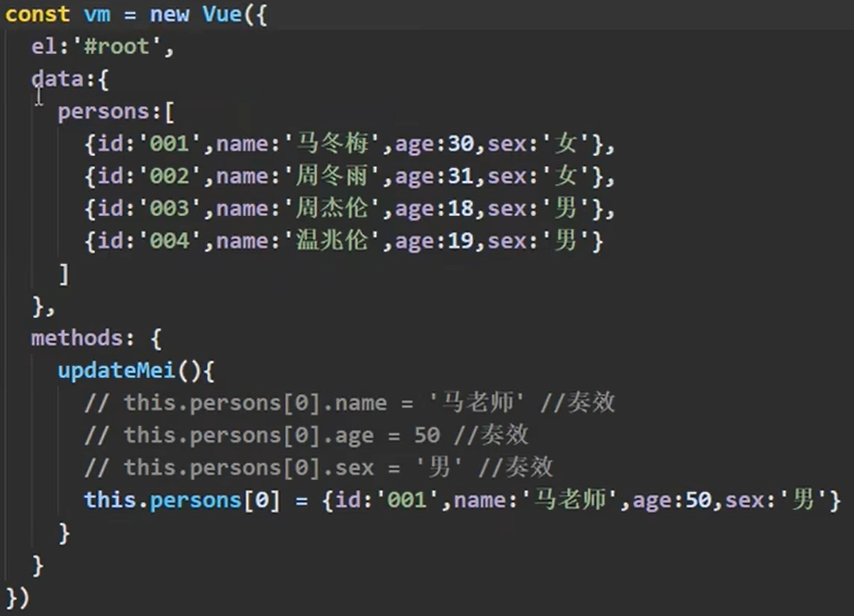 const vm = new Vue({
el:'#root',
data:{
persons:[
{id:'001',name:'马冬梅',age:30,sex:'女'},
{id:'002',name:'周冬雨',age:31,sex:'女'},
{id:'003',name:'周杰伦',age:18,sex:'男'},
{id:'004',name:'温兆伦',age:19,sex:'男'}
]
},
methods: {
updateMei(){
// this.persons[0].name = '马老师' //奏效
// this.persons[0].age = 50 //奏效
// this.persons[0].sex = '男' //奏效
this.persons[0] = {id:'001',name:'马老师',age:50,sex:'男'}
}
}
})